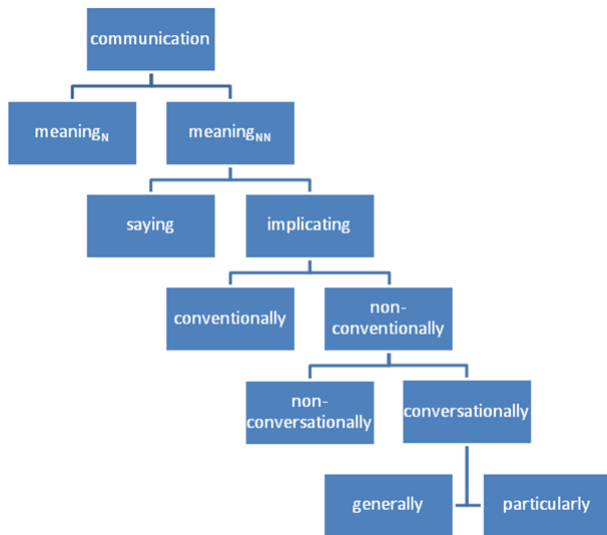 communication
meaningN
meaningNN
saying
implicating
conventionally
non-
conventionally
non-
conversationally
conversationally
generally
particularly